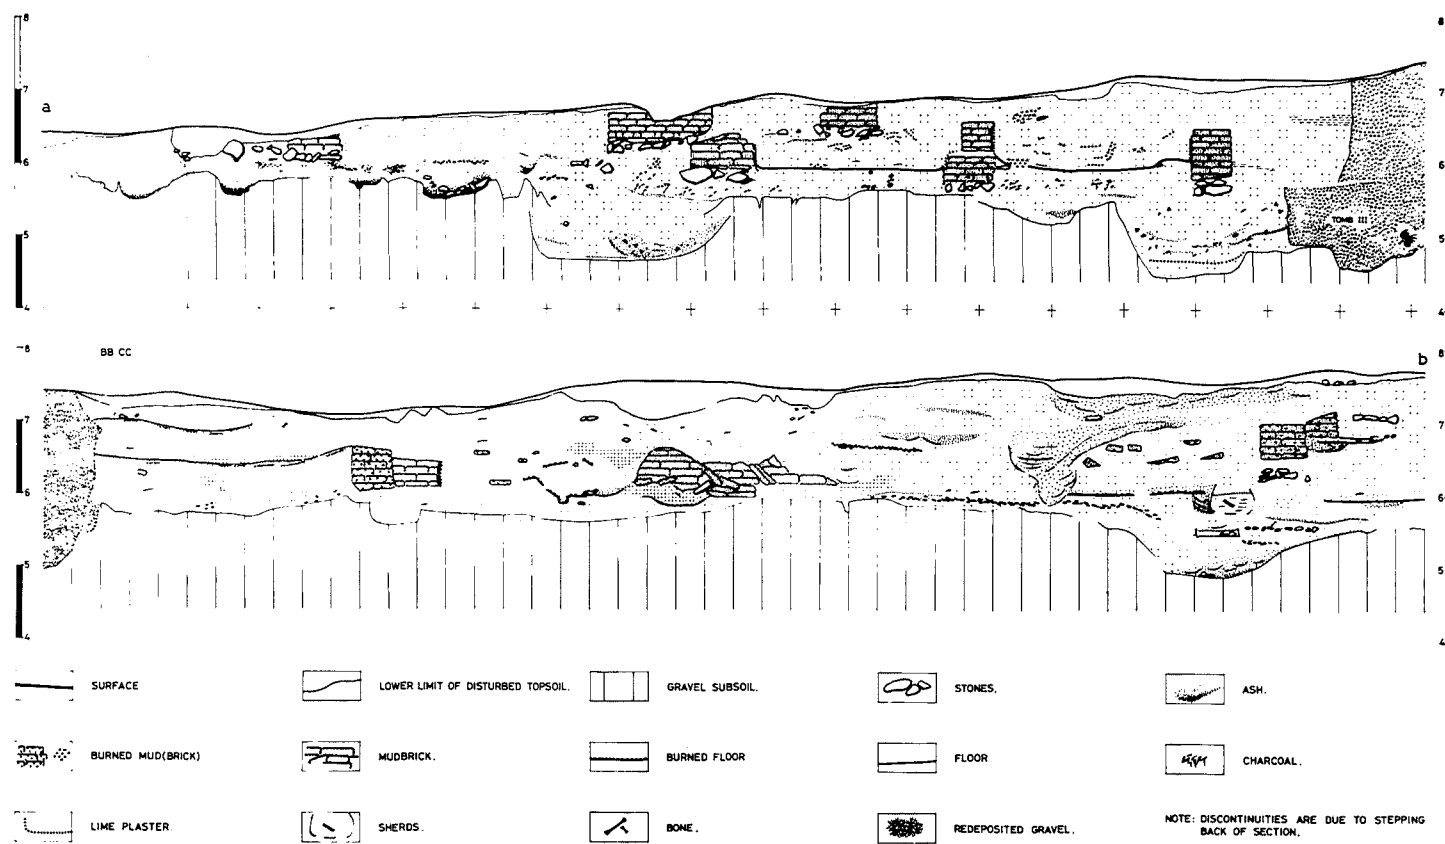 8
8
7
a
7
6
6
TOMB III
5
5
4
4
8
BB CC
8
b
7
7
6
6
5
5
4
4
SURFACE
LOWER LIMIT OF DISTURBED TOPSOIL.
GRAVEL SUBSOIL.
STONES.
ASH.
BURNED MUD(BRICK)
MUDBRICK.
BURNED FLOOR
FLOOR
CHARCOAL.
LIME PLASTER
SHERDS.
BONE.
REDEPOSITED GRAVEL.
NOTE: DISCONTINUITIES ARE DUE TO STEPPING
BACK OF SECTION.